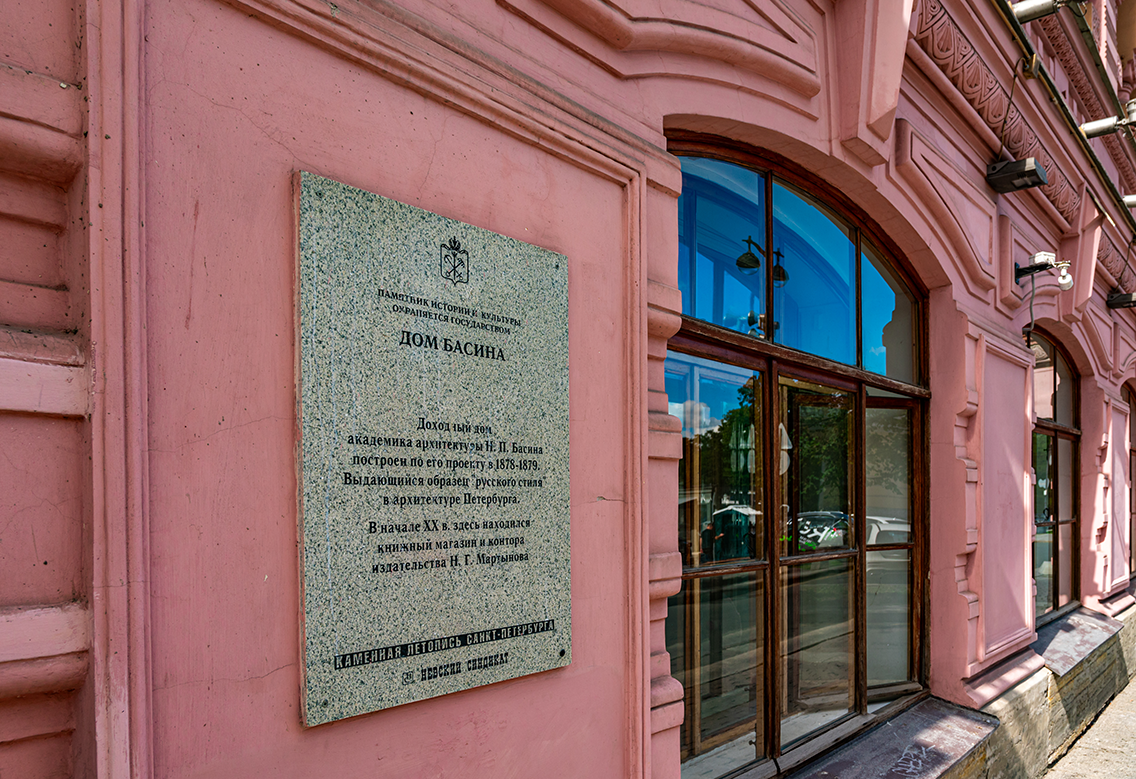 ПАМЯТНИК ИСТОРИИ И КУЛЬТУРЫ
ОХРАНЯЕТСЯ ГОСУДАРСТВОМ
ДОМ БАСИНА
Доходный дом
академика архитектуры Н. П. Басина
построен по его проекту в 1878-1879.
Выдающийся образец "русского стиля"
в архитектуре Петербурга.
В начале XX в. здесь находился
книжный магазин и контора
издательства Н. Г. Мартынова
КАМЕННАЯ ЛЕТОПИСЬ САНКТ-ПЕТЕРБУРГА
НЕВСКИЙ СИНДИКАТ